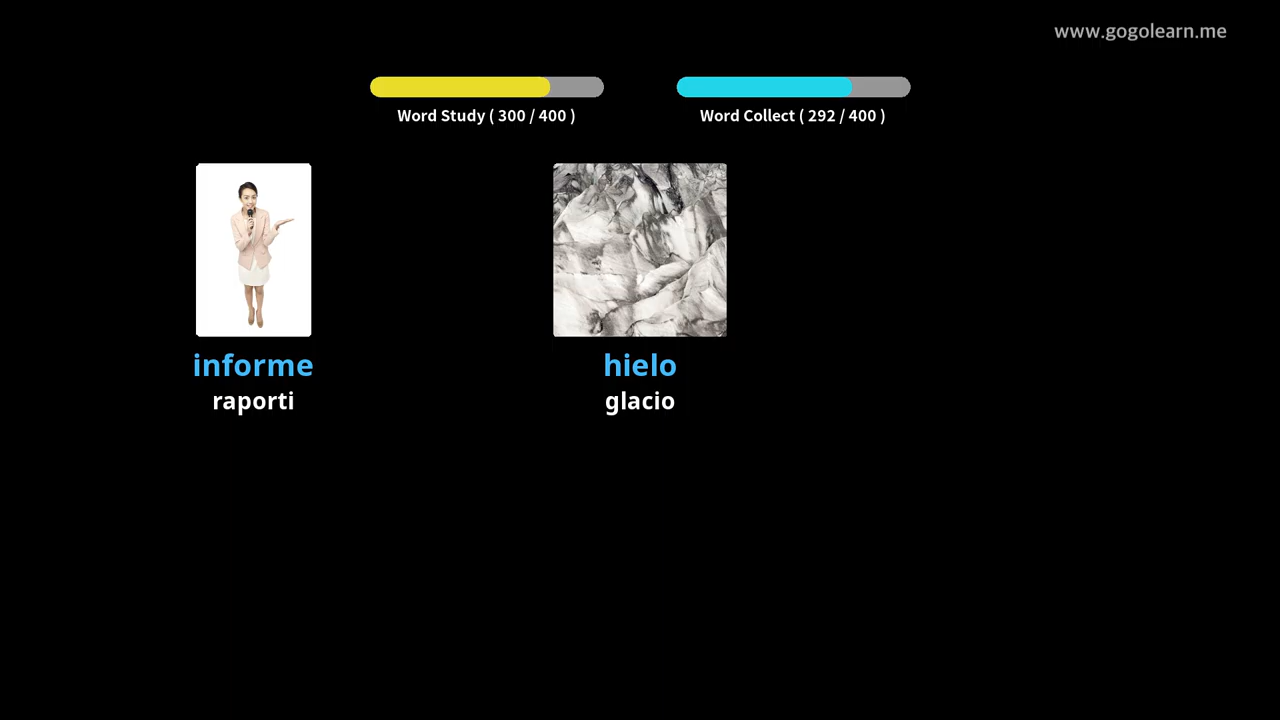 www.gogolearn.me
Word Study ( 300 / 400 )
Word Collect ( 292 / 400 )
informe
raporti
hielo
glacio